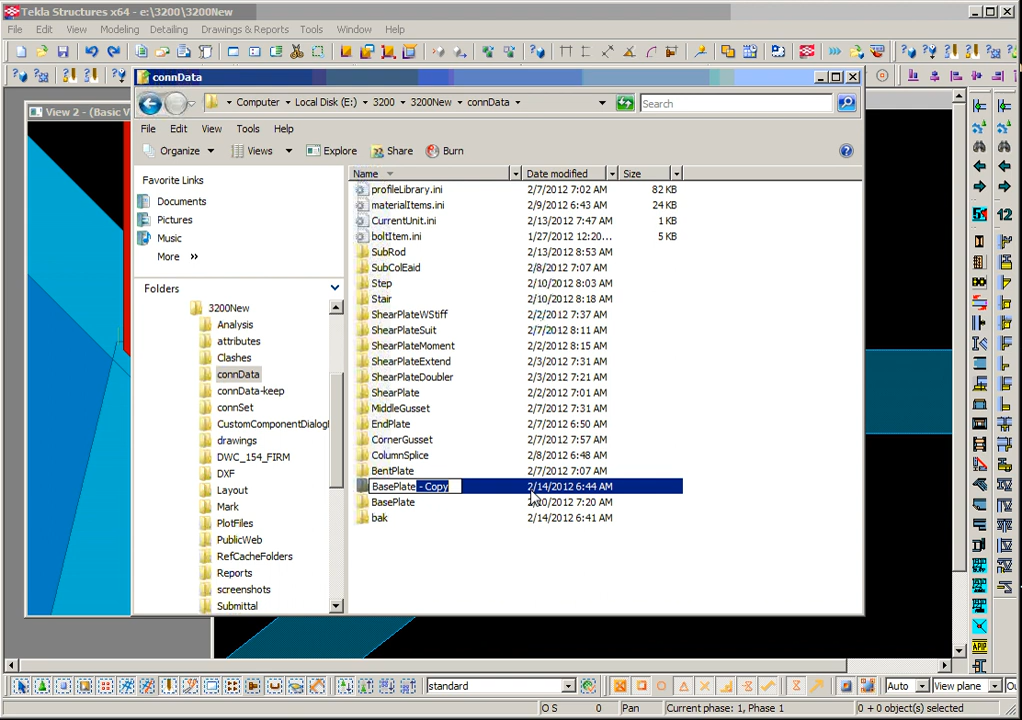 Tekla Structures x64 - e:\3200\3200New
File Edit View Modeling Detailing Drawings & Reports Tools Window Help
connData
View 2 - (Basic V
Computer Local Disk (E:) 3200 3200New connData
Search
File Edit View Tools Help
Organize Views Explore Share Burn
Favorite Links
Documents
Pictures
Music
More »
Folders
3200New
Analysis
attributes
Clashes
connData
connData-keep
connSet
CustomComponentDialogl
drawings
DWC_154_FIRM
DXF
Layout
Mark
PlotFiles
PublicWeb
RefCacheFolders
Reports
screenshots
Submittal
Name Date modified Size
profileLibrary.ini 2/7/2012 7:02 AM 82 KB
materialItems.ini 2/9/2012 6:43 AM 24 KB
CurrentUnit.ini 2/13/2012 7:47 AM 1 KB
boltItem.ini 1/27/2012 12:20... 5 KB
SubRod 2/13/2012 8:53 AM
SubColEaid 2/8/2012 7:07 AM
Step 2/10/2012 8:03 AM
Stair 2/10/2012 8:18 AM
ShearPlateWStiff 2/2/2012 7:37 AM
ShearPlateSuit 2/7/2012 8:11 AM
ShearPlateMoment 2/2/2012 8:15 AM
ShearPlateExtend 2/3/2012 7:31 AM
ShearPlateDoubler 2/3/2012 7:21 AM
ShearPlate 2/2/2012 7:01 AM
MiddleGusset 2/7/2012 7:31 AM
EndPlate 2/7/2012 6:50 AM
CornerGusset 2/7/2012 7:57 AM
ColumnSplice 2/8/2012 6:48 AM
BentPlate 2/7/2012 7:07 AM
BasePlate - Copy 2/14/2012 6:44 AM
BasePlate /10/2012 7:20 AM
bak 2/14/2012 6:41 AM
12
APP
standard
Auto View plane Ou
O S 0 Pan Current phase: 1, Phase 1 0 + 0 object(s) selected